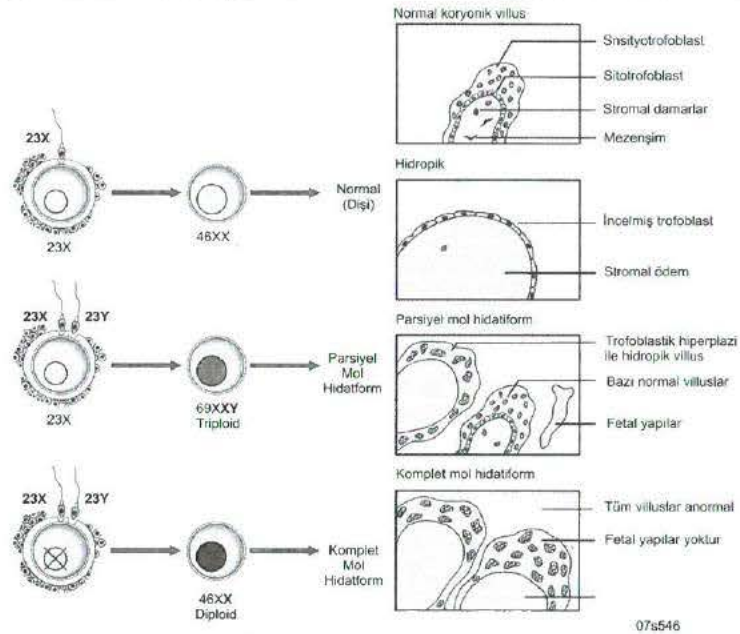 23X
23X
46XX
Normal
(Dişi)
23X 23Y
23X
69XXY
Triploid
Parsiyel
Mol
Hidatform
23X 23Y
46XX
Diploid
Komplet
Mol
Hidatform
Normal koryonik villus
Snsityotrofoblast
Sitotrofoblast
Stromal damarlar
Mezenşim
Hidropik
İncelmiş trofoblast
Stromal ödem
Parsiyel mol hidatiform
Trofoblastik hiperplazi
ile hidropik villus
Bazı normal villuslar
Fetal yapılar
Komplet mol hidatiform
Tüm villuslar anormal
Fetal yapılar yoktur
07s546